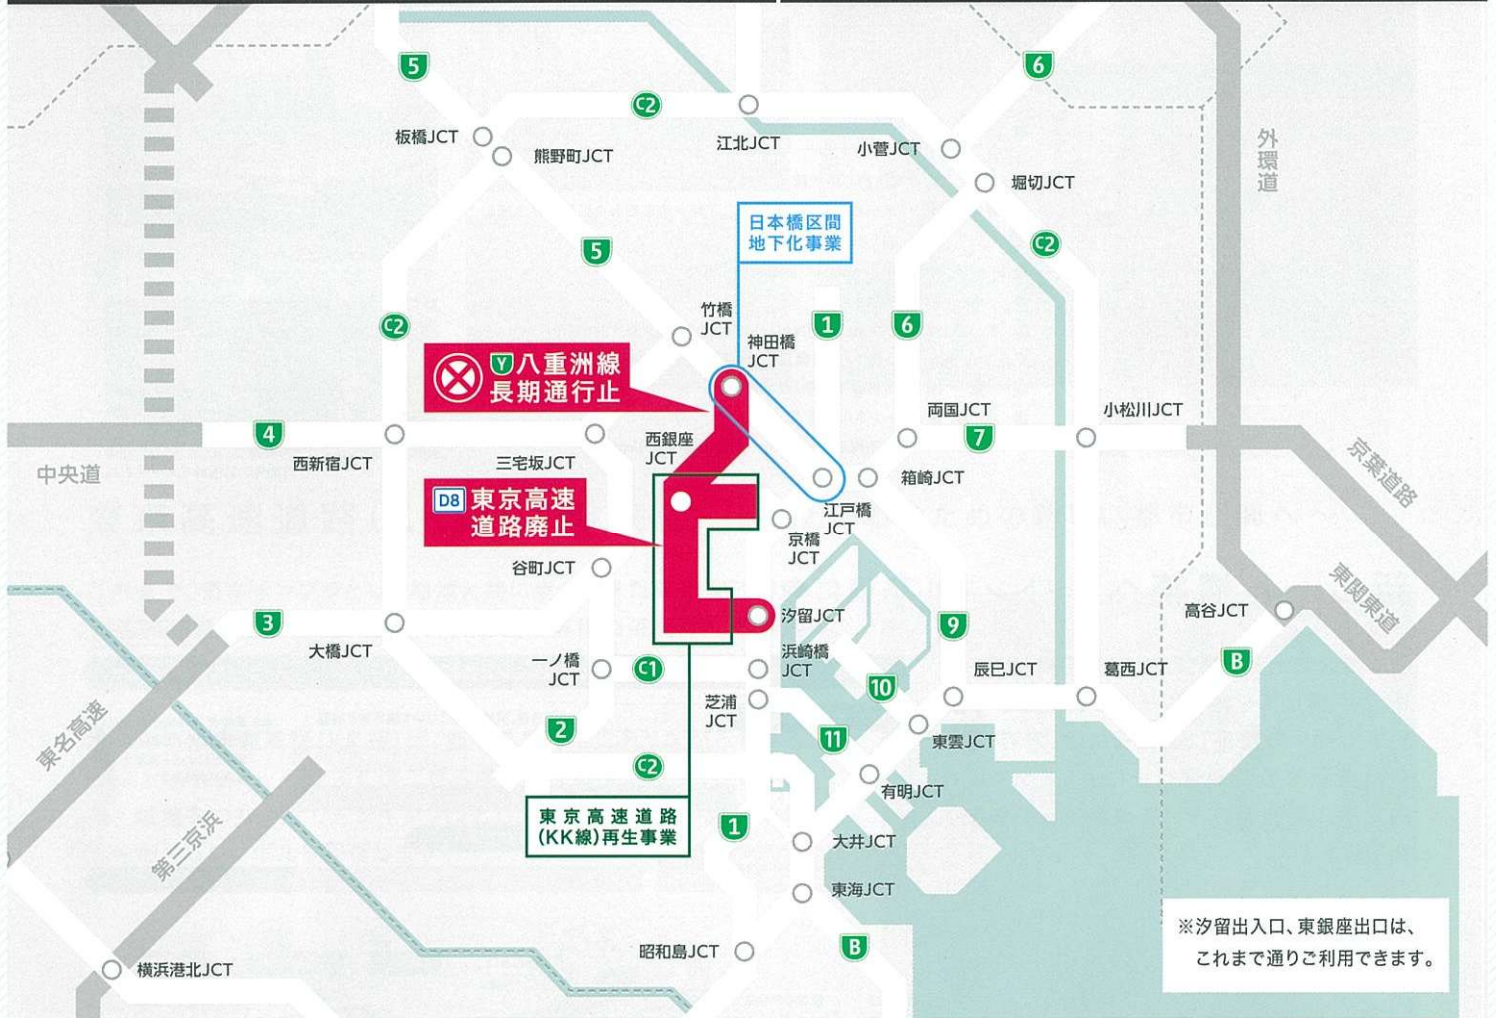 5
6
C2
板橋JCT
熊野町JCT
江北JCT
小菅JCT
堀切JCT
外環道
日本橋区間
地下化事業
5
C2
C2
竹橋
JCT
神田橋
JCT
1
6
Y八重洲線
長期通行止
両国JCT
小松川JCT
4
西新宿JCT
三宅坂JCT
西銀座
JCT
7
中央道
箱崎JCT
京葉道路
D8 東京高速
道路廃止
江戸橋
JCT
京橋
JCT
谷町JCT
東関東道
高谷JCT
3
大橋JCT
汐留JCT
9
一ノ橋
JCT
C1
浜崎橋
JCT
辰巳JCT
葛西JCT
B
芝浦
JCT
10
2
11
東雲JCT
東名高速
C2
有明JCT
東京高速道路
(KK線)再生事業
1
大井JCT
第三京浜
東海JCT
※汐留出入口、東銀座出口は、
これまで通りご利用できます。
昭和島JCT
B
横浜港北JCT